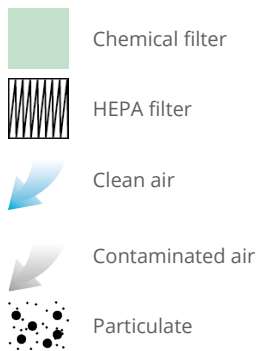 Chemical filter
HEPA filter
Clean air
Contaminated air
Particulate